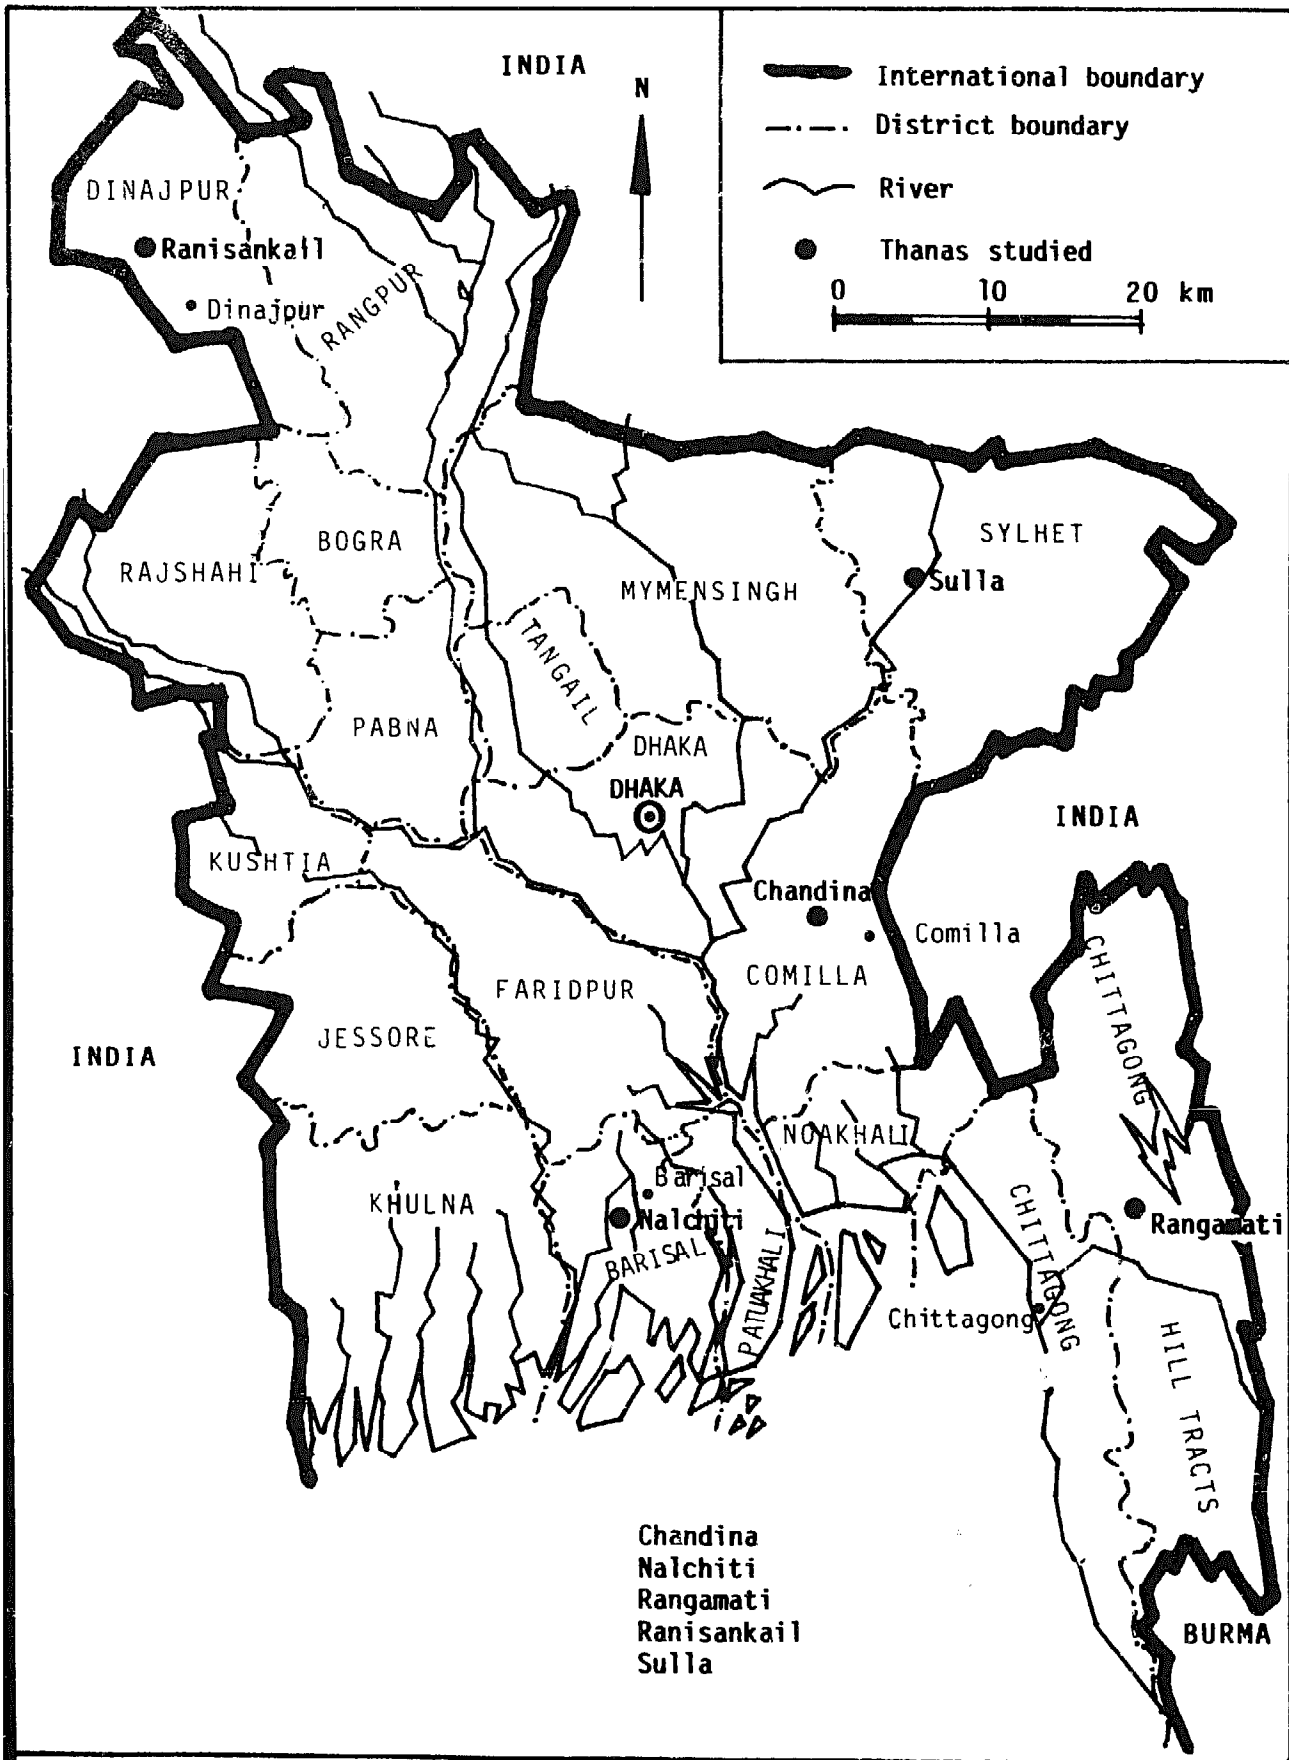 INDIA
N
International boundary
District boundary
River
Thanas studied
0 10 20 km
DINAJPUR
Ranisankail
Dinajpur
RANGPUR
RAJSHAHI
BOGRA
MYMENSINGH
SYLHET
Sulla
TANGAIL
PABNA
DHAKA
DHAKA
INDIA
KUSHTIA
Chandina
Comilla
COMILLA
FARIDPUR
JESSORE
INDIA
CHITTAGONG
NOAKHALI
KHULNA
Barisal
Nalchiti
BARISAL
PATUAKHALI
CHITTAGONG
Rangamati
Chittagong
HILL TRACTS
Chandina
Nalchiti
Rangamati
Ranisankail
Sulla
BURMA